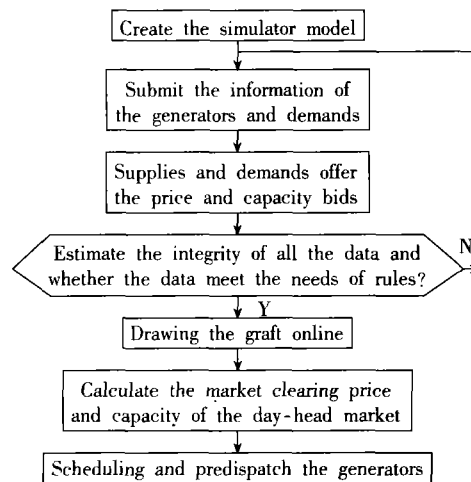 Create the simulator model
Submit the information of
the generators and demands
Supplies and demands offer
the price and capacity bids
Estimate the integrity of all the data and
whether the data meet the needs of rules?
N
Y
Drawing the graft online
Calculate the market clearing price
and capacity of the day-head market
Scheduling and predispatch the generators